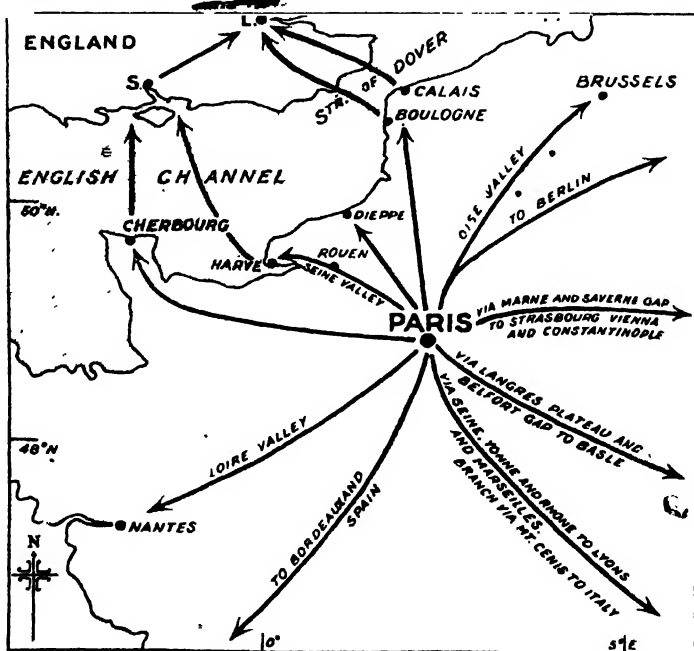 L.
ENGLAND
STR. OF DOVER
S.
CALAIS
BOULOGNE
BRUSSELS
ENGLISH CHANNEL
OISE VALLEY
TO BERLIN
50°N.
CHERBOURG
DIEPPE
HARVE
ROUEN
SEINE VALLEY
PARIS
VIA MARNE AND SAVERNE GAP
TO STRASBOURG VIENNA
AND CONSTANTINOPLE
VIA LANGRES PLATEAU AND
BELFORT GAP TO BASLE
48°N
LOIRE VALLEY
VIA SEINE, YONNE AND RHONE TO LYONS
AND MARSEILLES.
BRANCH VIA MT. CENIS TO ITALY
NANTES
TO BORDEAUX AND
SPAIN
N
0°
5°E